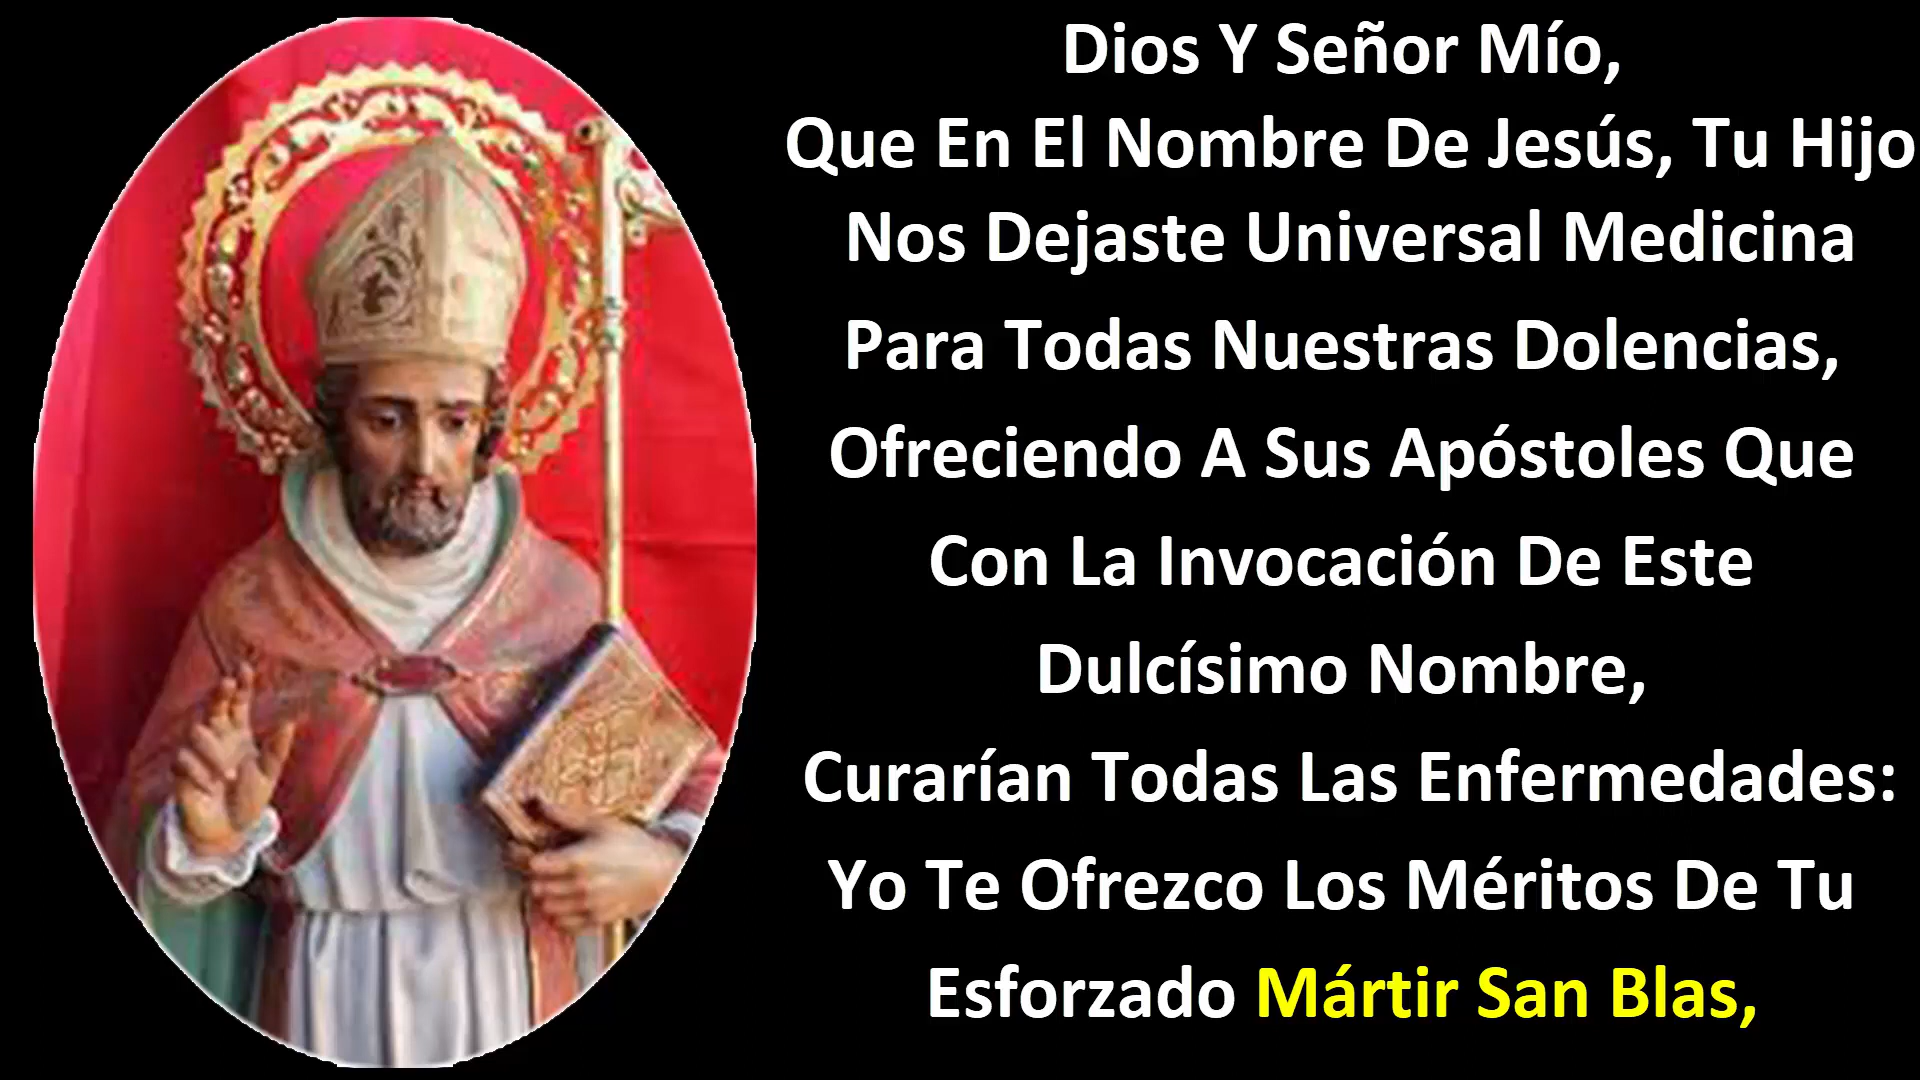 Dios Y Señor Mío,
Que En El Nombre De Jesús, Tu Hijo
Nos Dejaste Universal Medicina
Para Todas Nuestras Dolencias,
Ofreciendo A Sus Apóstoles Que
Con La Invocación De Este
Dulcísimo Nombre,
Curarían Todas Las Enfermedades:
Yo Te Ofrezco Los Méritos De Tu
Esforzado Mártir San Blas,